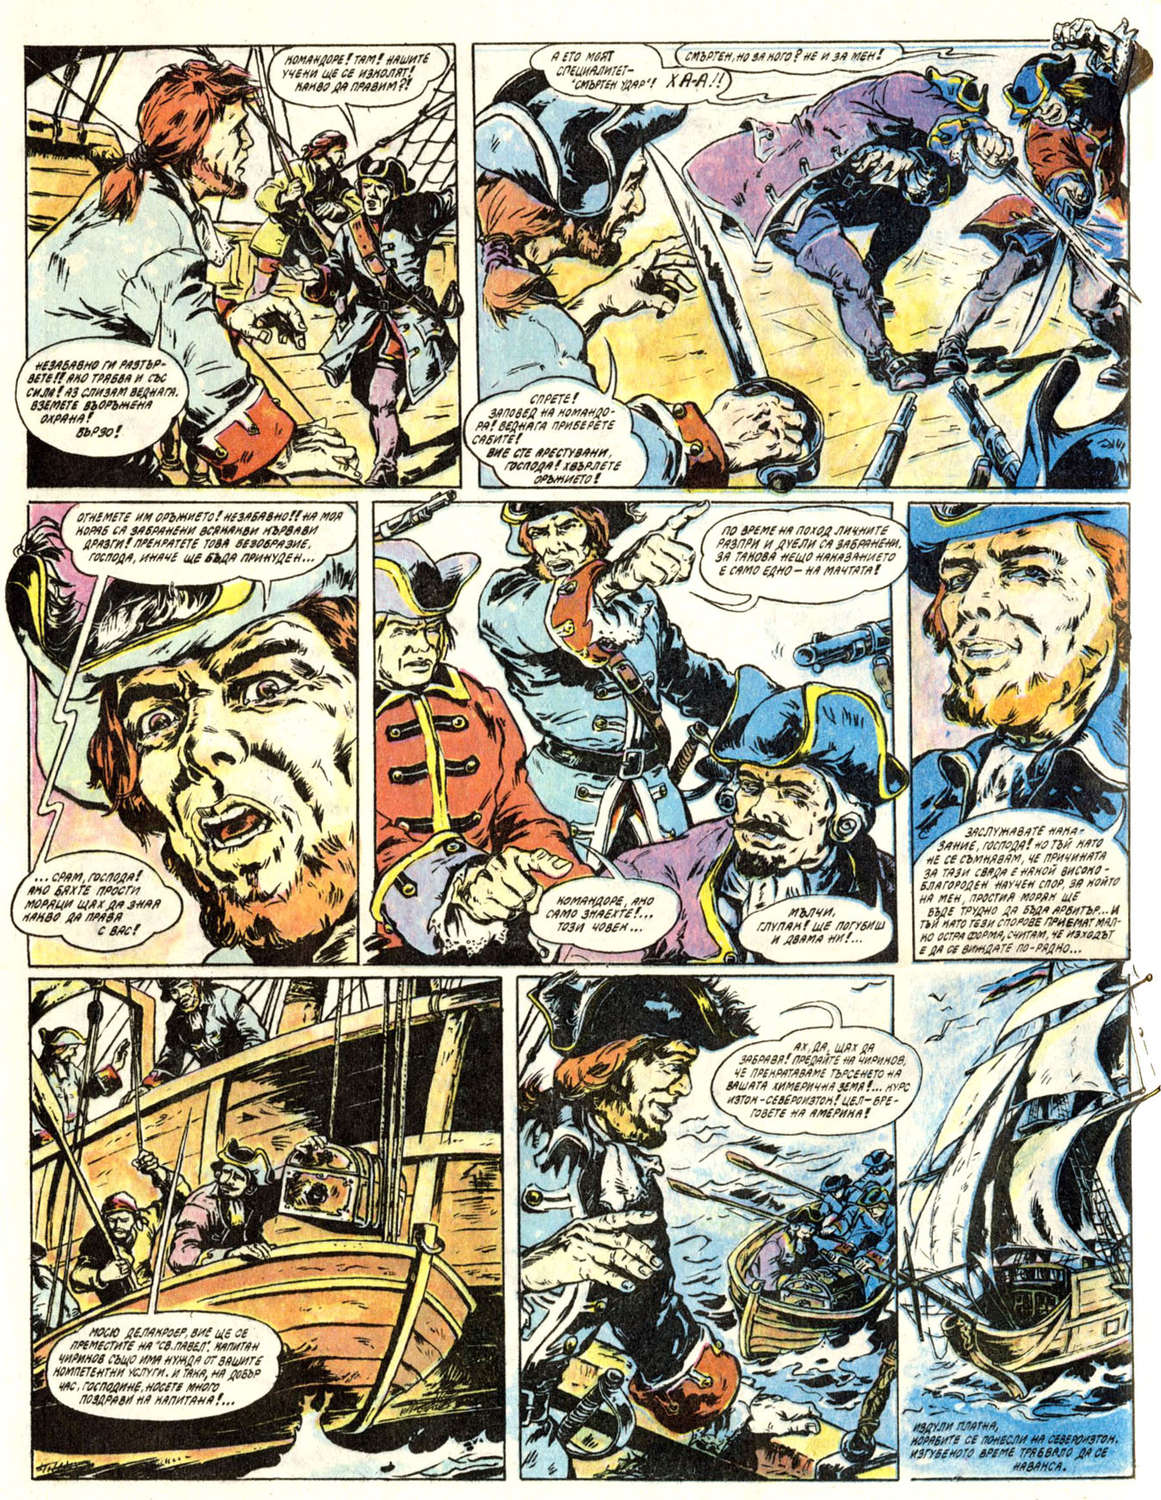 КОМАНДОРЕ! ТАМ! НАШИТЕ
УЧЕНИ ЩЕ СЕ ИЗКОЛЯТ!
КАКВО ДА ПРАВИМ?!
НЕЗАБАВНО ГИ РАЗТЪР-
ВЕТЕ!! АКО ТРЯБВА И СЪС
СИЛА! АЗ СЛИЗАМ ВЕДНАГА.
ВЗЕМЕТЕ ВЪОРЪЖЕНА
ОХРАНА!
БЪРЗО!
А ЕТО МОЯТ
СПЕЦИАЛИТЕТ-
"СМЪРТЕН УДАР"!
СМЪРТЕН, НО ЗА КОГО? НЕ И ЗА МЕН!
ХА-А!!
СПРЕТЕ!
ЗАПОВЕД НА КОМАНДО-
РА! ВЕДНАГА ПРИБЕРЕТЕ
САБИТЕ!
ВИЕ СТЕ АРЕСТУВАНИ,
ГОСПОДА! ХВЪРЛЕТЕ
ОРЪЖИЕТО!
ОТНЕМЕТЕ ИМ ОРЪЖИЕТО! НЕЗАБАВНО!! НА МОЯ
КОРАБ СА ЗАБРАНЕНИ ВСЯКАКВИ КЪРВАВИ
ДРАЗГИ! ПРЕКРАТЕТЕ ТОВА БЕЗОБРАЗИЕ,
ГОСПОДА, ИНАЧЕ ЩЕ БЪДА ПРИНУДЕН...
...СРАМ, ГОСПОДА!
АКО БЯХТЕ ПРОСТИ
МОРЯЦИ ЩАХ ДА ЗНАЯ
КАКВО ДА ПРАВЯ
С ВАС!
ПО ВРЕМЕ НА ПОХОД ЛИЧНИТЕ
РАЗПРИ И ДУЕЛИ СА ЗАБРАНЕНИ.
ЗА ТАКОВА НЕЩО НАКАЗАНИЕТО
Е САМО ЕДНО - НА МАЧТАТА!
КОМАНДОРЕ, АКО
САМО ЗНАЕХТЕ!...
ТОЗИ ЧОВЕК...
МЪЛЧИ,
ГЛУПАК! ЩЕ ПОГУБИШ
И ДВАМА НИ!...
ЗАСЛУЖАВАТЕ НАКА-
ЗАНИЕ, ГОСПОДА! НО ТЪЙ КАТО
НЕ СЕ СЪМНЯВАМ, ЧЕ ПРИЧИНАТА
ЗА ТАЗИ СВАДА Е НЯКОЙ ВИСОКО-
БЛАГОРОДЕН НАУЧЕН СПОР, ЗА КОЙТО
НА МЕН, ПРОСТИЯ МОРЯК ЩЕ
БЪДЕ ТРУДНО ДА БЪДА АРБИТЪР... И
ТЪЙ КАТО ТЕЗИ СПОРОВЕ ПРИЕМАТ МАЛ-
КО ОСТРА ФОРМА, СЧИТАМ, ЧЕ ИЗХОДЪТ
Е ДА СЕ ВИЖДАТЕ ПО-РЯДКО...
МОСЮ ДЕЛАКРОЕР, ВИЕ ЩЕ СЕ
ПРЕМЕСТИТЕ НА "СВ. ПАВЕЛ". КАПИТАН
ЧИРИКОВ СЪЩО ИМА НУЖДА ОТ ВАШИТЕ
КОМПЕТЕНТНИ УСЛУГИ. И ТАКА, НА ДОБЪР
ЧАС, ГОСПОДИНЕ, НОСЕТЕ МНОГО
ПОЗДРАВИ НА КАПИТАНА!...
АХ, ДА, ЩАХ ДА
ЗАБРАВЯ! ПРЕДАЙТЕ НА ЧИРИКОВ,
ЧЕ ПРЕКРАТЯВАМЕ ТЪРСЕНЕТО НА
ВАШАТА ХИМЕРИЧНА ЗЕМЯ!... КУРС
ИЗТОК-СЕВЕРОИЗТОК! ЦЕЛ-БРЕ-
ГОВЕТЕ НА АМЕРИКА!
ИЗДУЛИ ПЛАТНА,
КОРАБИТЕ СЕ ПОНЕСЛИ НА СЕВЕРОИЗТОК.
ИЗГУБЕНОТО ВРЕМЕ ТРЯБВАЛО ДА СЕ
НАВАКСА.